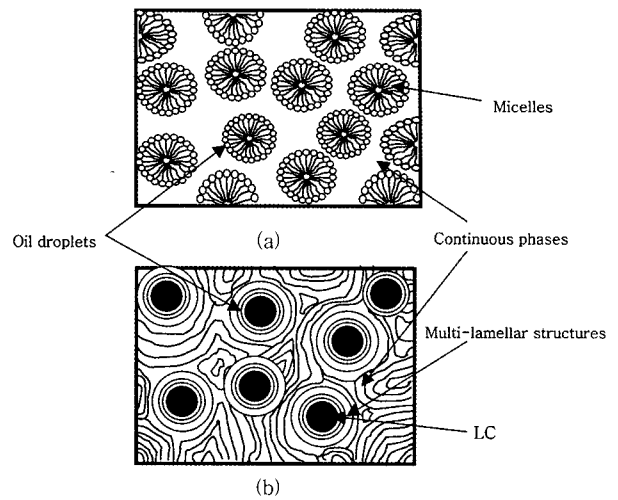 Micelles
Oil droplets
(a)
Continuous phases
Multi-lamellar structures
LC
(b)